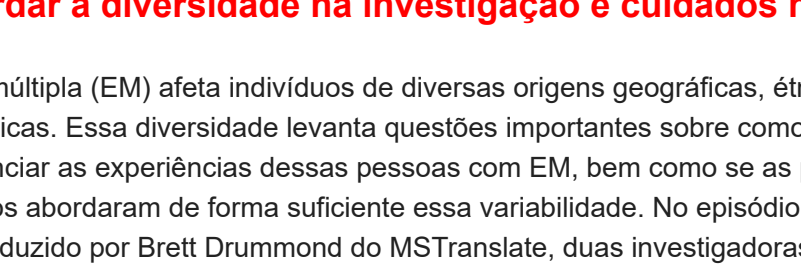 rdar a diversidade na investigação e cuidados
múltipla (EM) afeta indivíduos de diversas origens geográficas,
icas. Essa diversidade levanta questões importantes sobre como
nciar as experiências dessas pessoas com EM, bem como se as
os abordaram de forma suficiente essa variabilidade. No episódio
duzido por Brett Drummond do MSTranslate, duas investigadoras